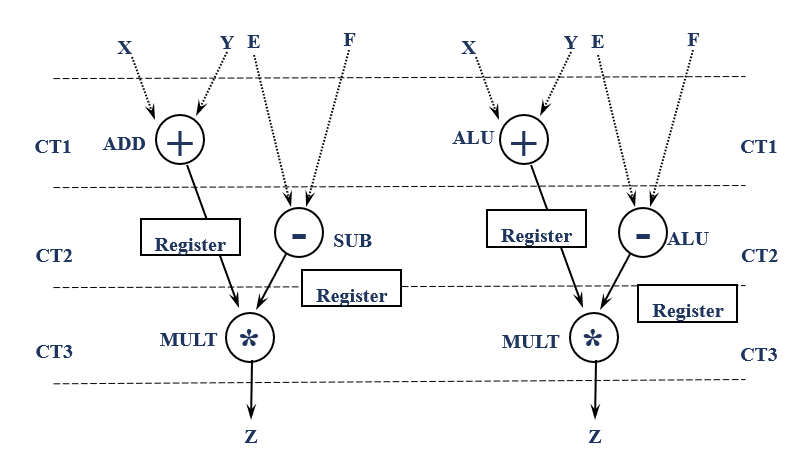 X Y E F X Y E F
CT1 ADD + ALU + CT1
Register - SUB Register - ALU
CT2 CT2
Register Register
CT3 MULT * MULT * CT3
Z Z